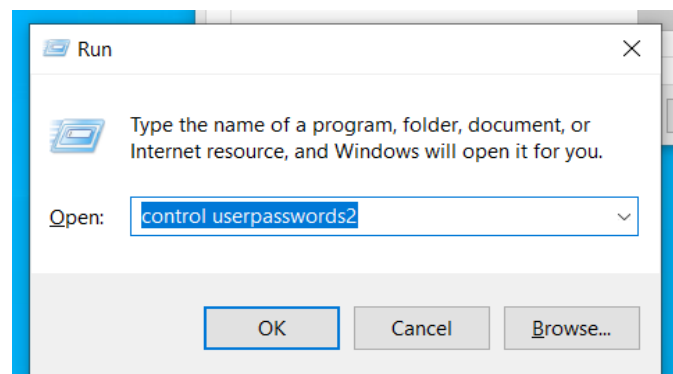 Run
Type the name of a program, folder, document, or
Internet resource, and Windows will open it for you.
Open: control userpasswords2
OK Cancel Browse...